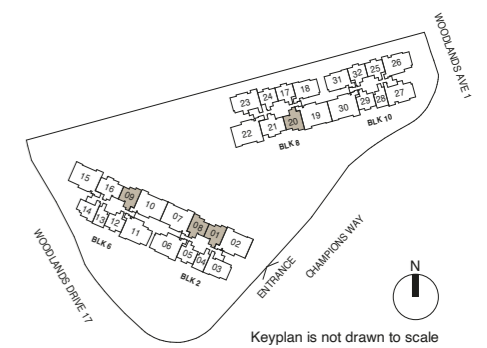 WOODLANDS AVE 1
23 24 17 18 31 32 25 26
22 21 20 19 30 29 28 27
BLK 8
BLK 10
15 16 09 10 07 08 01 02
14 13 12 11 06 05 04 03
BLK 6
BLK 2
WOODLANDS DRIVE 17
ENTRANCE
CHAMPIONS WAY
N
Keyplan is not drawn to scale